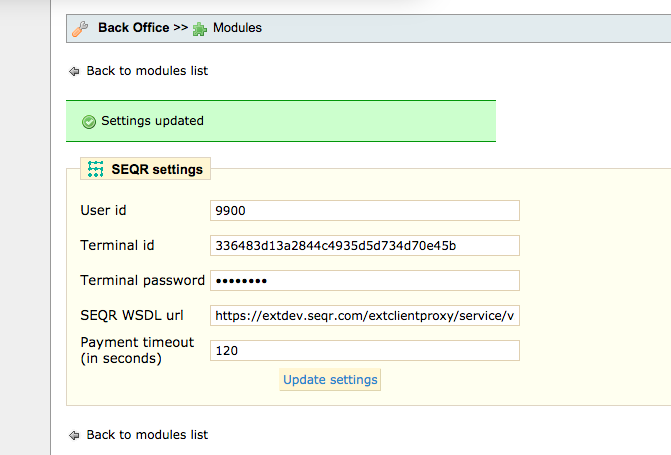 Back Office >> Modules
Back to modules list
Settings updated
SEQR settings
User id 9900
Terminal id 336483d13a2844c4935d5d734d70e45b
Terminal password ••••••••
SEQR WSDL url https://extdev.seqr.com/extclientproxy/service/v
Payment timeout
(in seconds) 120
Update settings
Back to modules list